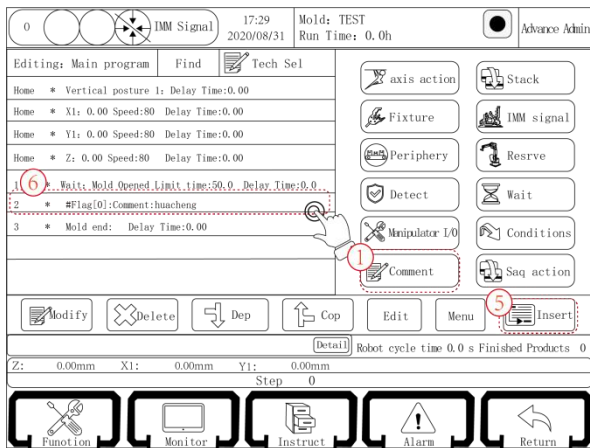 0 IMM Signal 17:29 2020/08/31 Mold: TEST Run Time: 0. 0h Advance Admin
Editing: Main program Find Tech Sel
Home * Vertical posture 1: Delay Time:0.00
Home * X1: 0.00 Speed:80 Delay Time:0.00
Home * Y1: 0.00 Speed:80 Delay Time:0.00
Home * Z: 0.00 Speed:80 Delay Time:0.00
1 * Wait: Mold Opened Limit time:50.0 Delay Time:0.0
6
2 * #Flag[0]:Comment:huacheng
3 * Mold end: Delay Time:0.00
axis action Stack
Fixture IMM signal
Periphery Resrve
Detect Wait
Manipulator I/O Conditions
1
Comment Saq action
5
Modify Delete Dep Cop Edit Menu Insert
Detail Robot cycle time 0.0 s Finished Products 0
Z: 0.00mm X1: 0.00mm Y1: 0.00mm
Step 0
Funotion Monitor Instruct Alarm Return